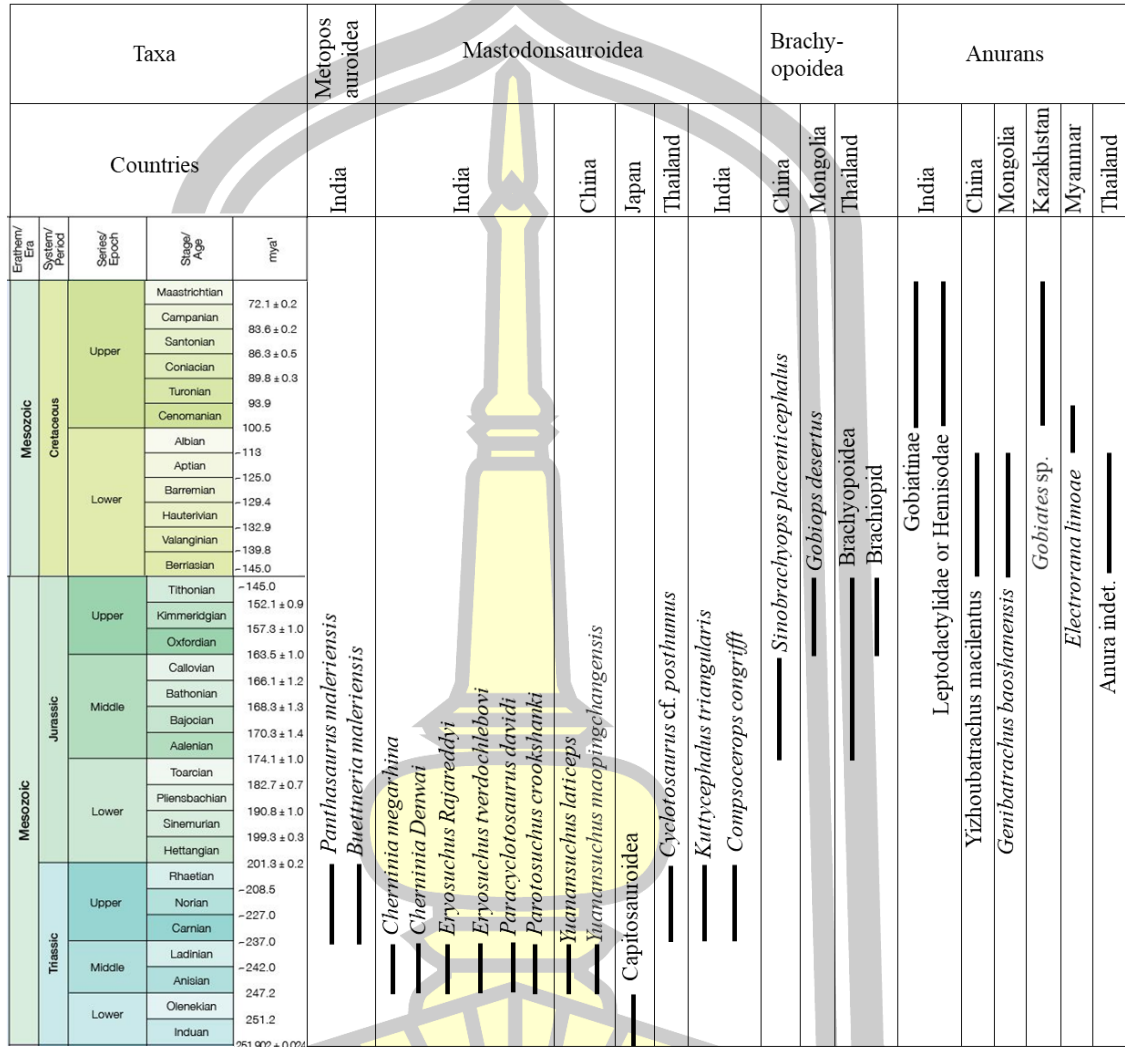 Taxa
Metopos
auroidea
Mastodonsauroidea
Brachy-
opoidea
Anurans
Countries
India
India
China
Japan
Thailand
India
China
Mongolia
Thailand
India
China
Mongolia
Kazakhstan
Myanmar
Thailand
Erathem/
Era
System/
Period
Series/
Epoch
Stage/
Age
mya¹
Mesozoic
Cretaceous
Upper
Maastrichtian
72.1 ± 0.2
Campanian
83.6 ± 0.2
Santonian
86.3 ± 0.5
Coniacian
89.8 ± 0.3
Turonian
93.9
Cenomanian
100.5
Lower
Albian
~113
Aptian
~125.0
Barremian
~129.4
Hauterivian
~132.9
Valanginian
~139.8
Berriasian
~145.0
Mesozoic
Jurassic
Upper
~145.0
Tithonian
152.1 ± 0.9
Kimmeridgian
157.3 ± 1.0
Oxfordian
163.5 ± 1.0
Middle
Callovian
166.1 ± 1.2
Bathonian
168.3 ± 1.3
Bajocian
170.3 ± 1.4
Aalenian
174.1 ± 1.0
Lower
Toarcian
182.7 ± 0.7
Pliensbachian
190.8 ± 1.0
Sinemurian
199.3 ± 0.3
Hettangian
201.3 ± 0.2
Triassic
Upper
Rhaetian
~208.5
Norian
~227.0
Carnian
~237.0
Middle
Ladinian
~242.0
Anisian
247.2
Lower
Olenekian
251.2
Induan
251.902 ± 0.024
Panthasaurus maleriensis
Buettneria maleriensis
Cherninia megarhina
Cherninia Denwai
Eryosuchus Rajareddyi
Eryosuchus tverdochlebovi
Paracyclotosaurus davidi
Parotosuchus crookshanki
Yuanansuchus laticeps
Yuanansuchus maopingchangensis
Capitosauroidea
Cyclotosaurus cf. posthumus
Kuttycephalus triangularis
Compsocerops congrifft
Sinobrachyops placenticephalus
Gobiops desertus
Brachyopoidea
Brachiopid
Gobiatinae
Leptodactylidae or Hemisodae
Yizhoubatrachus macilentus
Genibatrachus baoshanensis
Gobiates sp.
Electrorana limoae
Anura indet.